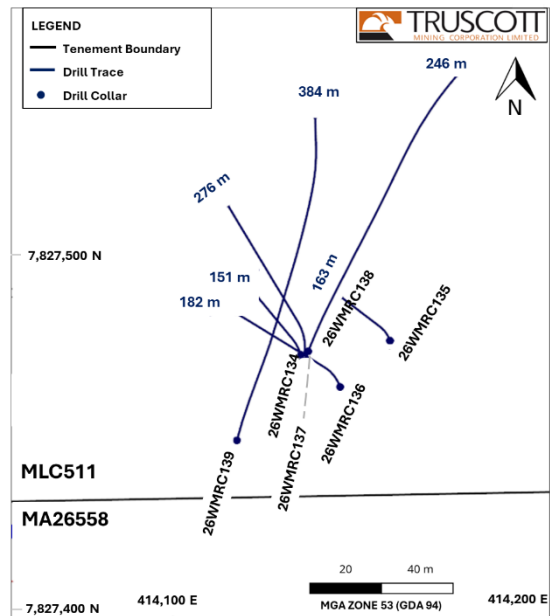 LEGEND
Tenement Boundary
Drill Trace
Drill Collar
TRUSCOTT
MINING CORPORATION LIMITED
246 m
384 m
N
276 m
7,827,500 N
151 m
163 m
182 m
26WMRC138
26WMRC135
26WMRC134
26WMRC136
26WMRC137
26WMRC139
MLC511
MA26558
20
40 m
414,100 E
414,200 E
MGA ZONE 53 (GDA 94)
7,827,400 N